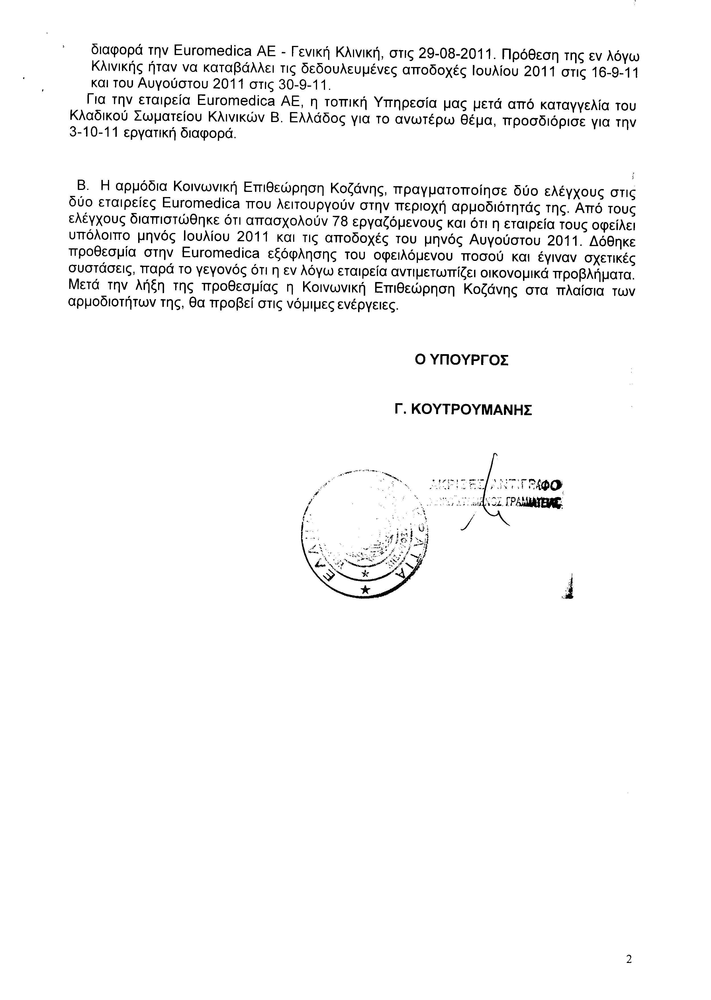 διαφορά την Euromedica ΑΕ - Γενική Κλινική, στις 29-08-2011. Πρόθεση της εν λόγω
Κλινικής ήταν να καταβάλλει τις δεδουλευμένες αποδοχές Ιουλίου 2011 στις 16-9-11
και του Αυγούστου 2011 στις 30-9-11.
Για την εταιρεία Euromedica ΑΕ, η τοπική Υπηρεσία μας μετά από καταγγελία του
Κλαδικού Σωματείου Κλινικών Β. Ελλάδος για το ανωτέρω θέμα, προσδιόρισε για την
3-10-11 εργατική διαφορά.
Β. Η αρμόδια Κοινωνική Επιθεώρηση Κοζάνης, πραγματοποίησε δύο ελέγχους στις
δύο εταιρείες Euromedica που λειτουργούν στην περιοχή αρμοδιότητάς της. Από τους
ελέγχους διαπιστώθηκε ότι απασχολούν 78 εργαζόμενους και ότι η εταιρεία τους οφείλει
υπόλοιπο μηνός Ιουλίου 2011 και τις αποδοχές του μηνός Αυγούστου 2011. Δόθηκε
προθεσμία στην Euromedica εξόφλησης του οφειλόμενου ποσού και έγιναν σχετικές
συστάσεις, παρά το γεγονός ότι η εν λόγω εταιρεία αντιμετωπίζει οικονομικά προβλήματα.
Μετά την λήξη της προθεσμίας η Κοινωνική Επιθεώρηση Κοζάνης στα πλαίσια των
αρμοδιοτήτων της, θα προβεί στις νόμιμες ενέργειες.
Ο ΥΠΟΥΡΓΟΣ
Γ. ΚΟΥΤΡΟΥΜΑΝΗΣ
ΑΚΡΙΒΕΣ ΑΝΤΙΓΡΑΦΟ
ΓΡΑΜΜΑΤΕΙΑΣ
2